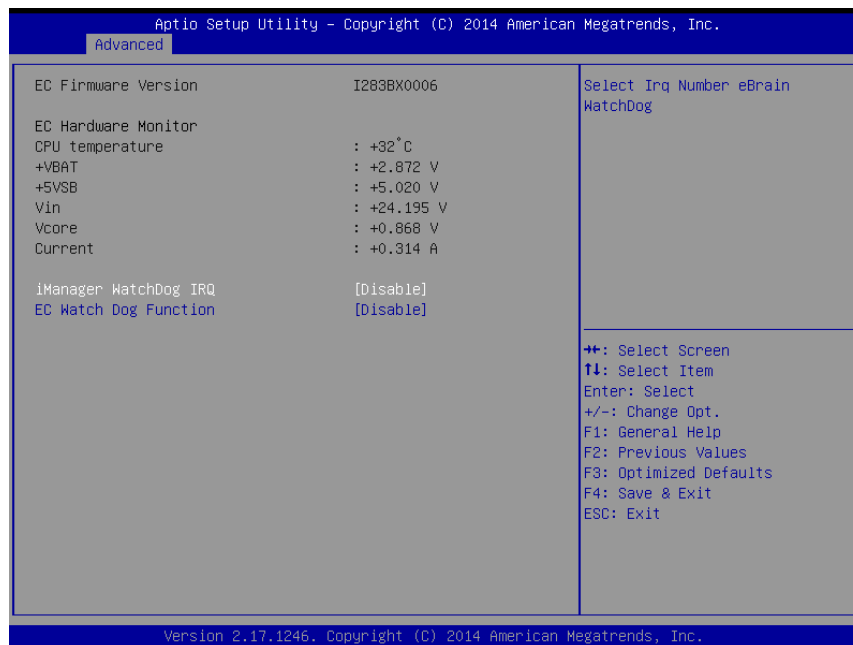 Aptio Setup Utility – Copyright (C) 2014 American Megatrends, Inc.
Advanced
EC Firmware Version I283BX0006
EC Hardware Monitor
CPU temperature : +32°C
+VBAT : +2.872 V
+5VSB : +5.020 V
Vin : +24.195 V
Vcore : +0.868 V
Current : +0.314 A
iManager WatchDog IRQ [Disable]
EC Watch Dog Function [Disable]
Select Irq Number eBrain
WatchDog
→←: Select Screen
↑↓: Select Item
Enter: Select
+/-: Change Opt.
F1: General Help
F2: Previous Values
F3: Optimized Defaults
F4: Save & Exit
ESC: Exit
Version 2.17.1246. Copyright (C) 2014 American Megatrends, Inc.